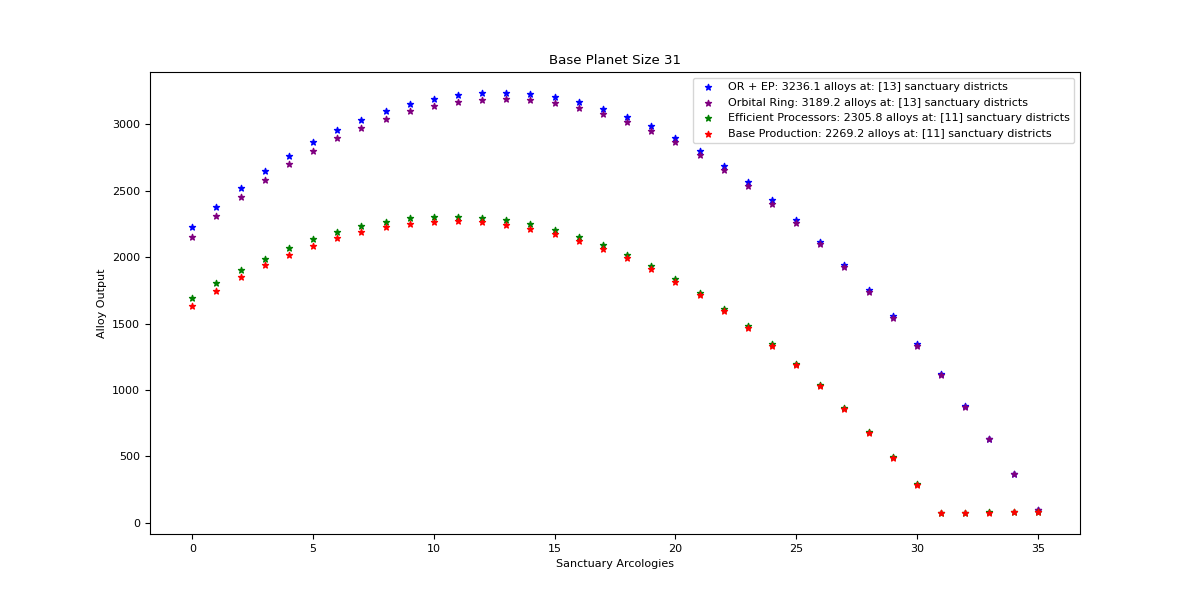 Base Planet Size 31
OR + EP: 3236.1 alloys at: [13] sanctuary districts
Orbital Ring: 3189.2 alloys at: [13] sanctuary districts
Efficient Processors: 2305.8 alloys at: [11] sanctuary districts
Base Production: 2269.2 alloys at: [11] sanctuary districts
Alloy Output
3000
2500
2000
1500
1000
500
0
0 5 10 15 20 25 30 35
Sanctuary Arcologies